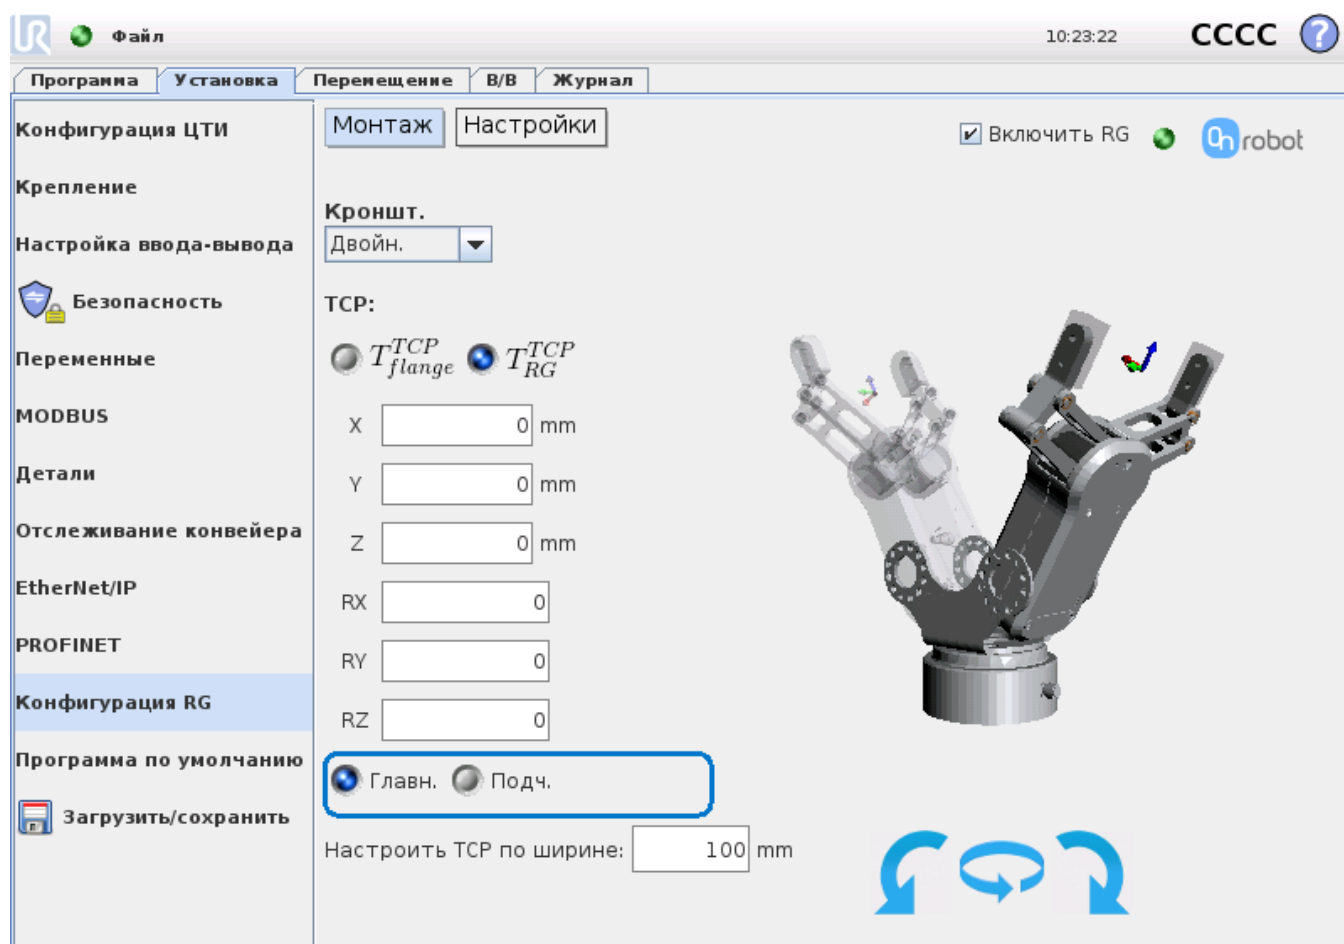 UR Файл 10:23:22 CCCC ?
Программа Установка Перемещение В/В Журнал
Конфигурация ЦТИ
Крепление
Настройка ввода-вывода
Безопасность
Переменные
MODBUS
Детали
Отслеживание конвейера
EtherNet/IP
PROFINET
Конфигурация RG
Программа по умолчанию
Загрузить/сохранить
Монтаж Настройки
Включить RG On robot
Кроншт.
Двойн.
TCP:
T TCP flange T TCP RG
X 0 mm
Y 0 mm
Z 0 mm
RX 0
RY 0
RZ 0
Главн. Подч.
Настроить TCP по ширине: 100 mm